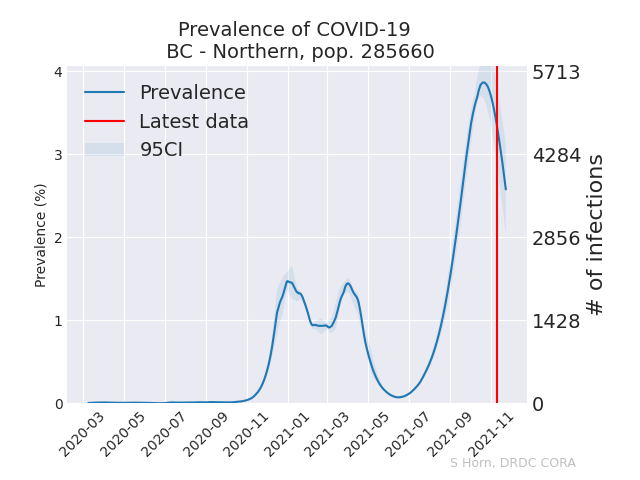 Prevalence of COVID-19
BC - Northern, pop. 285660
Prevalence
Latest data
95CI
Prevalence (%)
4
3
2
1
0
5713
4284
2856
1428
0
# of infections
2020-03
2020-05
2020-07
2020-09
2020-11
2021-01
2021-03
2021-05
2021-07
2021-09
2021-11
S Horn, DRDC CORA